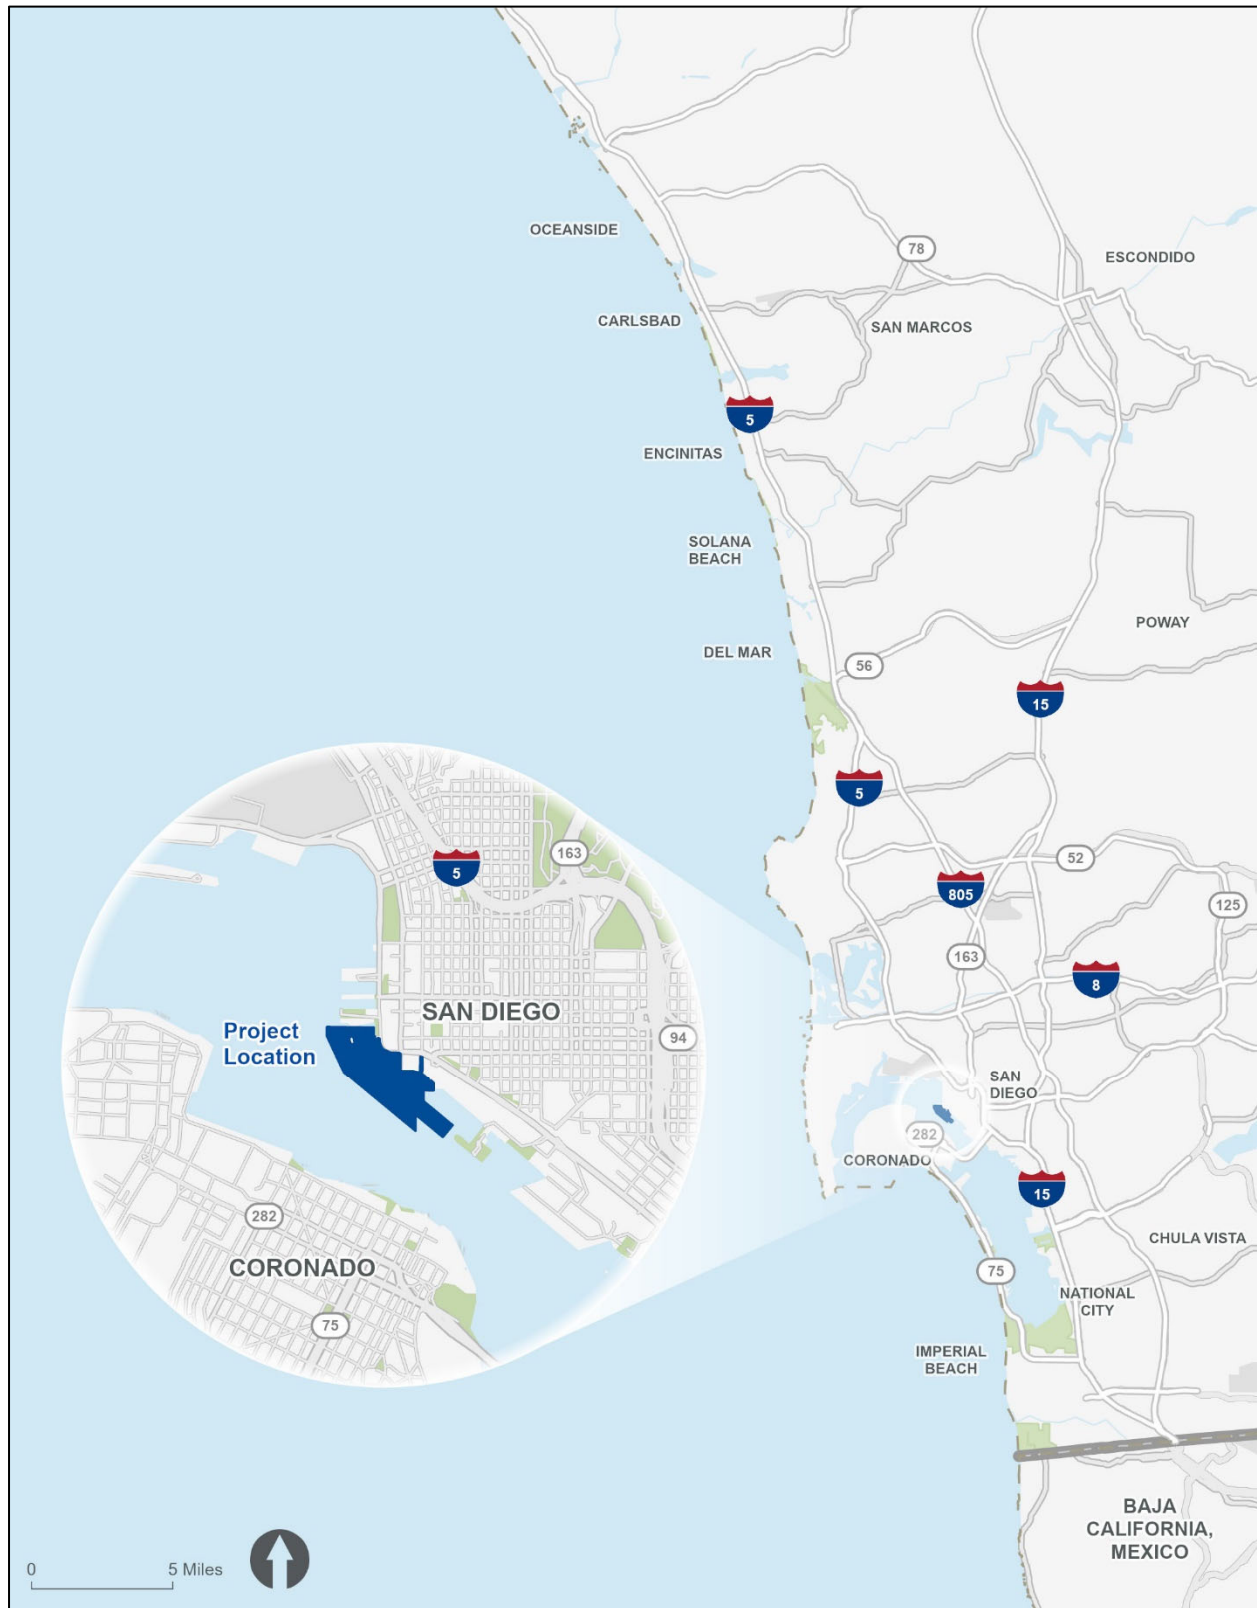 OCEANSIDE
78
ESCONDIDO
CARLSBAD
SAN MARCOS
5
ENCINITAS
SOLANA
BEACH
POWAY
DEL MAR
56
15
5
52
805
125
163
8
SAN
DIEGO
282
CORONADO
15
CHULA VISTA
75
NATIONAL
CITY
IMPERIAL
BEACH
BAJA
CALIFORNIA,
MEXICO
5
163
SAN DIEGO
Project
Location
94
282
CORONADO
75
0
5 Miles